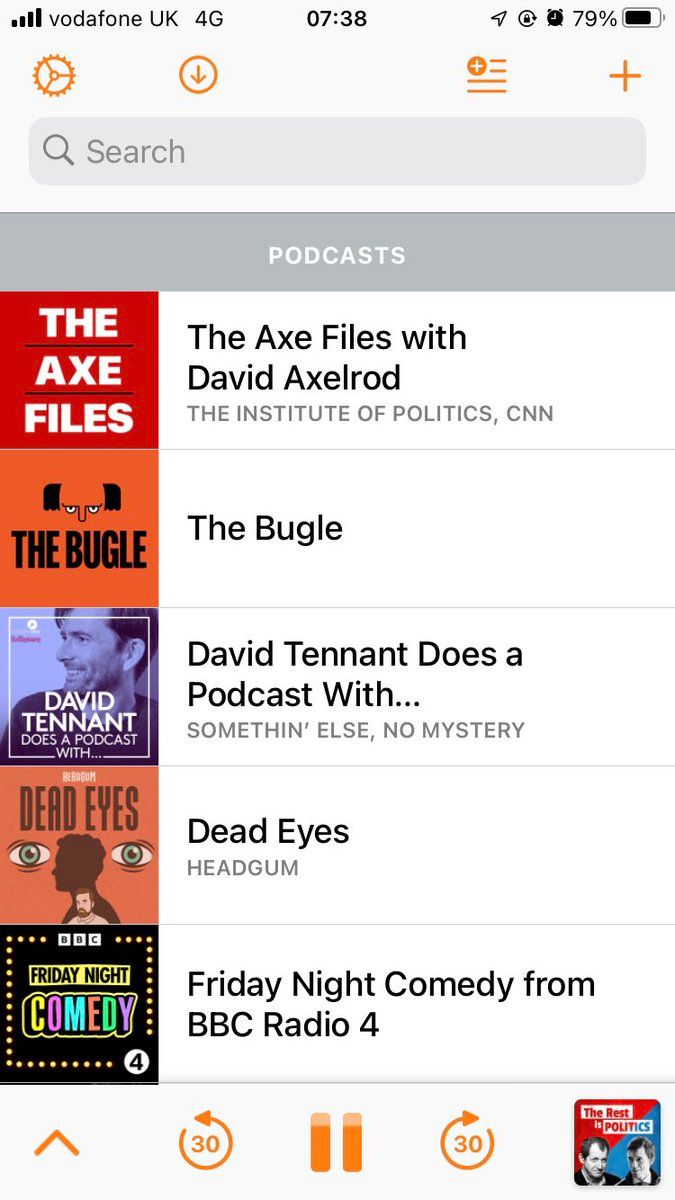 vodafone UK 4G 07:38 79%
Search
PODCASTS
THE
AXE
FILES
The Axe Files with
David Axelrod
THE INSTITUTE OF POLITICS, CNN
THE BUGLE
The Bugle
DAVID
TENNANT
DOES A PODCAST
WITH...
David Tennant Does a
Podcast With...
SOMETHIN’ ELSE, NO MYSTERY
HEADGUM
DEAD EYES
Dead Eyes
HEADGUM
BBC
FRIDAY NIGHT
COMEDY
4
Friday Night Comedy from
BBC Radio 4
30
30
The Rest
is POLITICS